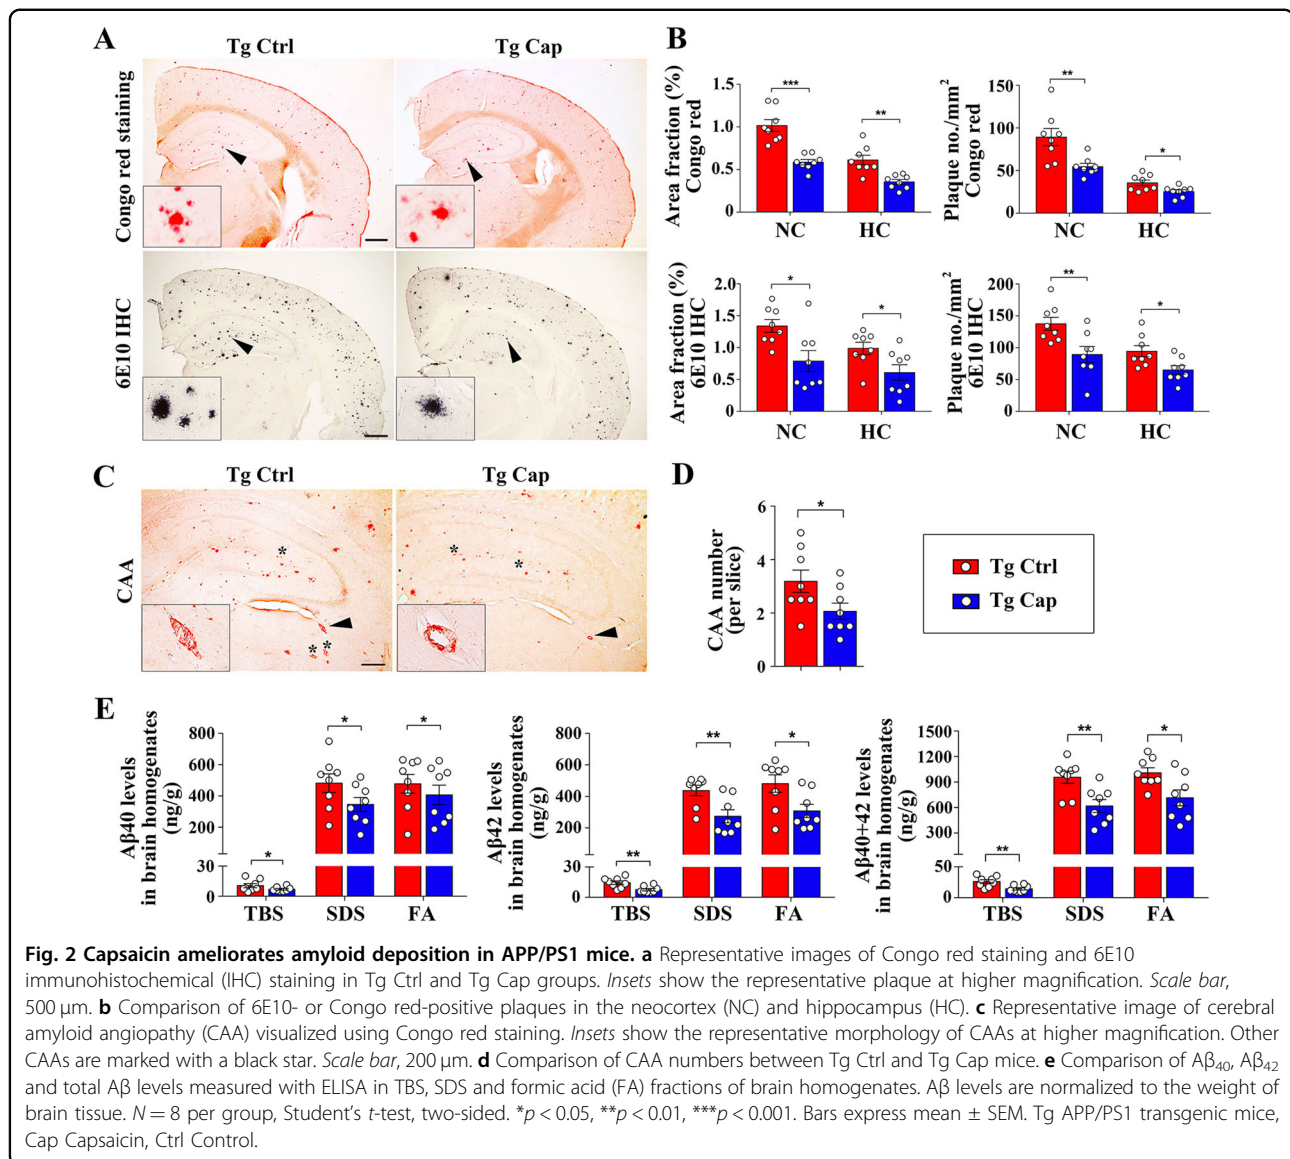 A
Tg Ctrl
Tg Cap
Congo red staining
6E10 IHC
B
Area fraction (%)
Congo red
1.5
1.0
0.5
0
***
**
NC
HC
Plaque no./mm²
Congo red
150
100
50
0
**
*
NC
HC
Area fraction (%)
6E10 IHC
2.0
1.5
1.0
0.5
0
*
*
NC
HC
Plaque no./mm²
6E10 IHC
200
150
100
50
0
**
*
NC
HC
C
Tg Ctrl
Tg Cap
CAA
*
*
*
*
*
D
CAA number
(per slice)
6
4
2
0
*
Tg Ctrl
Tg Cap
E
Aβ40 levels
in brain homogenates
(ng/g)
800
600
400
200
30
0
*
*
*
TBS
SDS
FA
Aβ42 levels
in brain homogenates
(ng/g)
800
600
400
200
30
0
**
**
*
TBS
SDS
FA
Aβ40+42 levels
in brain homogenates
(ng/g)
1500
1200
900
600
300
50
0
**
**
*
TBS
SDS
FA
Fig. 2 Capsaicin ameliorates amyloid deposition in APP/PS1 mice. a Representative images of Congo red staining and 6E10
immunohistochemical (IHC) staining in Tg Ctrl and Tg Cap groups. Insets show the representative plaque at higher magnification. Scale bar,
500 μm. b Comparison of 6E10- or Congo red-positive plaques in the neocortex (NC) and hippocampus (HC). c Representative image of cerebral
amyloid angiopathy (CAA) visualized using Congo red staining. Insets show the representative morphology of CAAs at higher magnification. Other
CAAs are marked with a black star. Scale bar, 200 μm. d Comparison of CAA numbers between Tg Ctrl and Tg Cap mice. e Comparison of Aβ₄₀, Aβ₄₂
and total Aβ levels measured with ELISA in TBS, SDS and formic acid (FA) fractions of brain homogenates. Aβ levels are normalized to the weight of
brain tissue. N = 8 per group, Student's t-test, two-sided. *p < 0.05, **p < 0.01, ***p < 0.001. Bars express mean ± SEM. Tg APP/PS1 transgenic mice,
Cap Capsaicin, Ctrl Control.